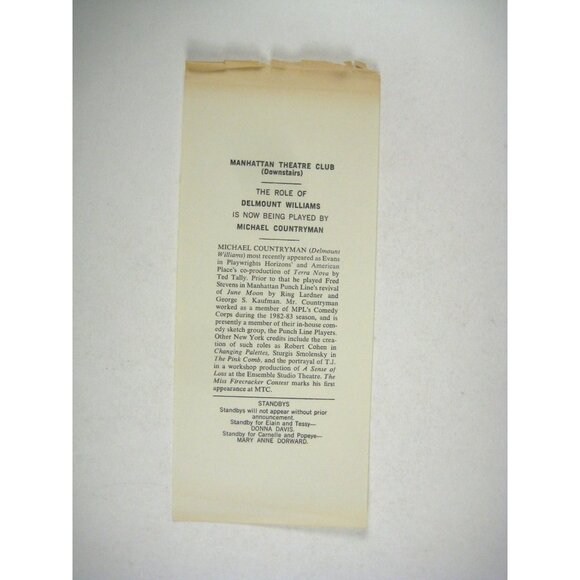 MANHATTAN THEATRE CLUB
(Downstairs)
THE ROLE OF
DELMOUNT WILLIAMS
IS NOW BEING PLAYED BY
MICHAEL COUNTRYMAN
MICHAEL COUNTRYMAN (Delmount
Williams) most recently appeared as Evans
in Playwrights Horizons' and American
Place's co-production of Terra Nova by
Ted Tally. Prior to that he played Fred
Stevens in Manhattan Punch Line's revival
of June Moon by Ring Lardner and
George S. Kaufman. Mr. Countryman
worked as a member of MPL's Comedy
Corps during the 1982-83 season, and is
presently a member of their in-house com-
edy sketch group, the Punch Line Players.
Other New York credits include the crea-
tion of such roles as Robert Cohen in
Changing Palettes, Sturgis Smolensky in
The Pink Comb, and the portrayal of T.J.
in a workshop production of A Sense of
Loss at the Ensemble Studio Theatre. The
Miss Firecracker Contest marks his first
appearance at MTC.
STANDBYS
Standbys will not appear without prior
announcement.
Standby for Elain and Tessy—
DONNA DAVIS.
Standby for Carnelle and Popeye—
MARY ANNE DORWARD.